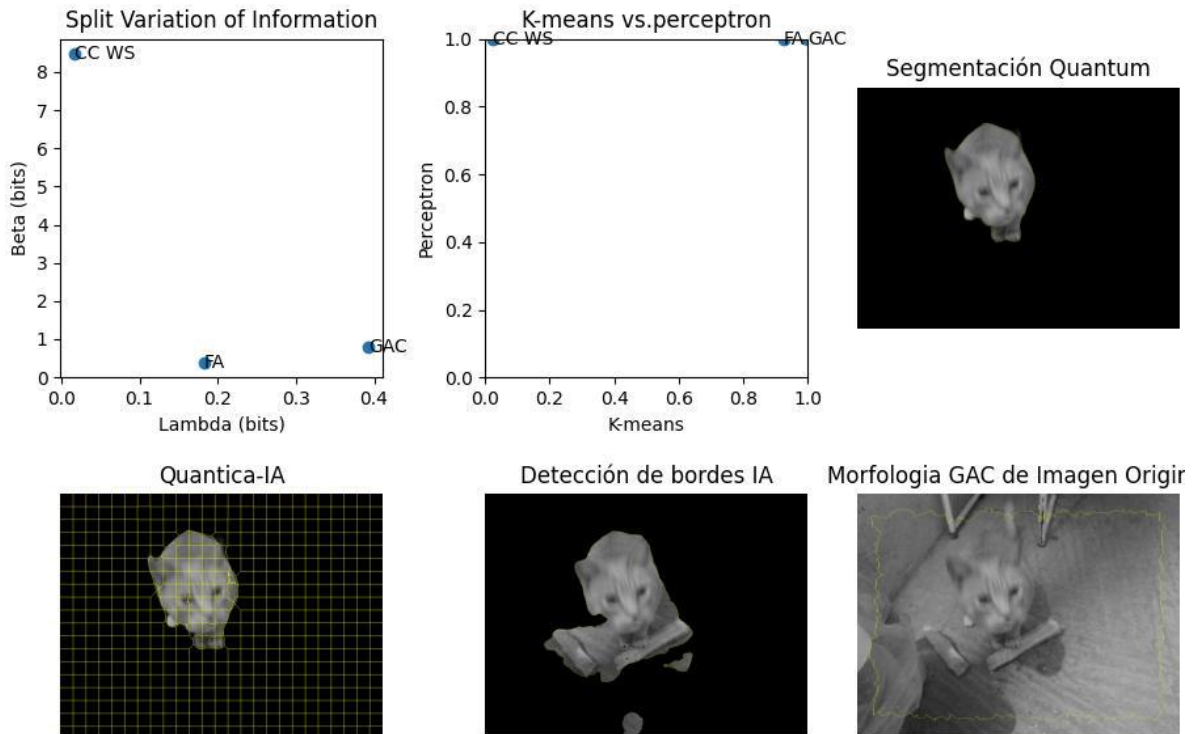 Split Variation of Information
K-means vs.perceptron
Segmentación Quantum
8
7
6
5
4
3
2
1
0
Beta (bits)
CC WS
FA
GAC
0.0 0.1 0.2 0.3 0.4
Lambda (bits)
1.0
0.8
0.6
0.4
0.2
0.0
Perceptron
CC WS
FA GAC
0.0 0.2 0.4 0.6 0.8 1.0
K-means
Quantica-IA
Detección de bordes IA
Morfologia GAC de Imagen Origir